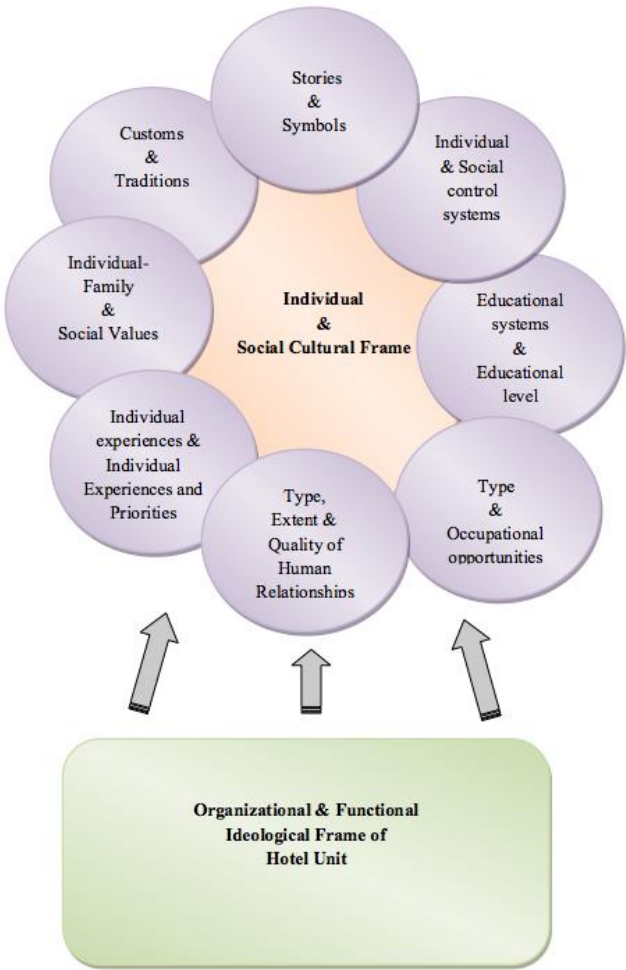 Stories
&
Symbols
Customs
&
Traditions
Individual
& Social
control
systems
Individual-
Family
&
Social Values
Individual
&
Social Cultural Frame
Educational
systems
&
Educational
level
Individual
experiences &
Individual
Experiences and
Priorities
Type,
Extent &
Quality of
Human
Relationships
Type
&
Occupational
opportunities
Organizational & Functional
Ideological Frame of
Hotel Unit